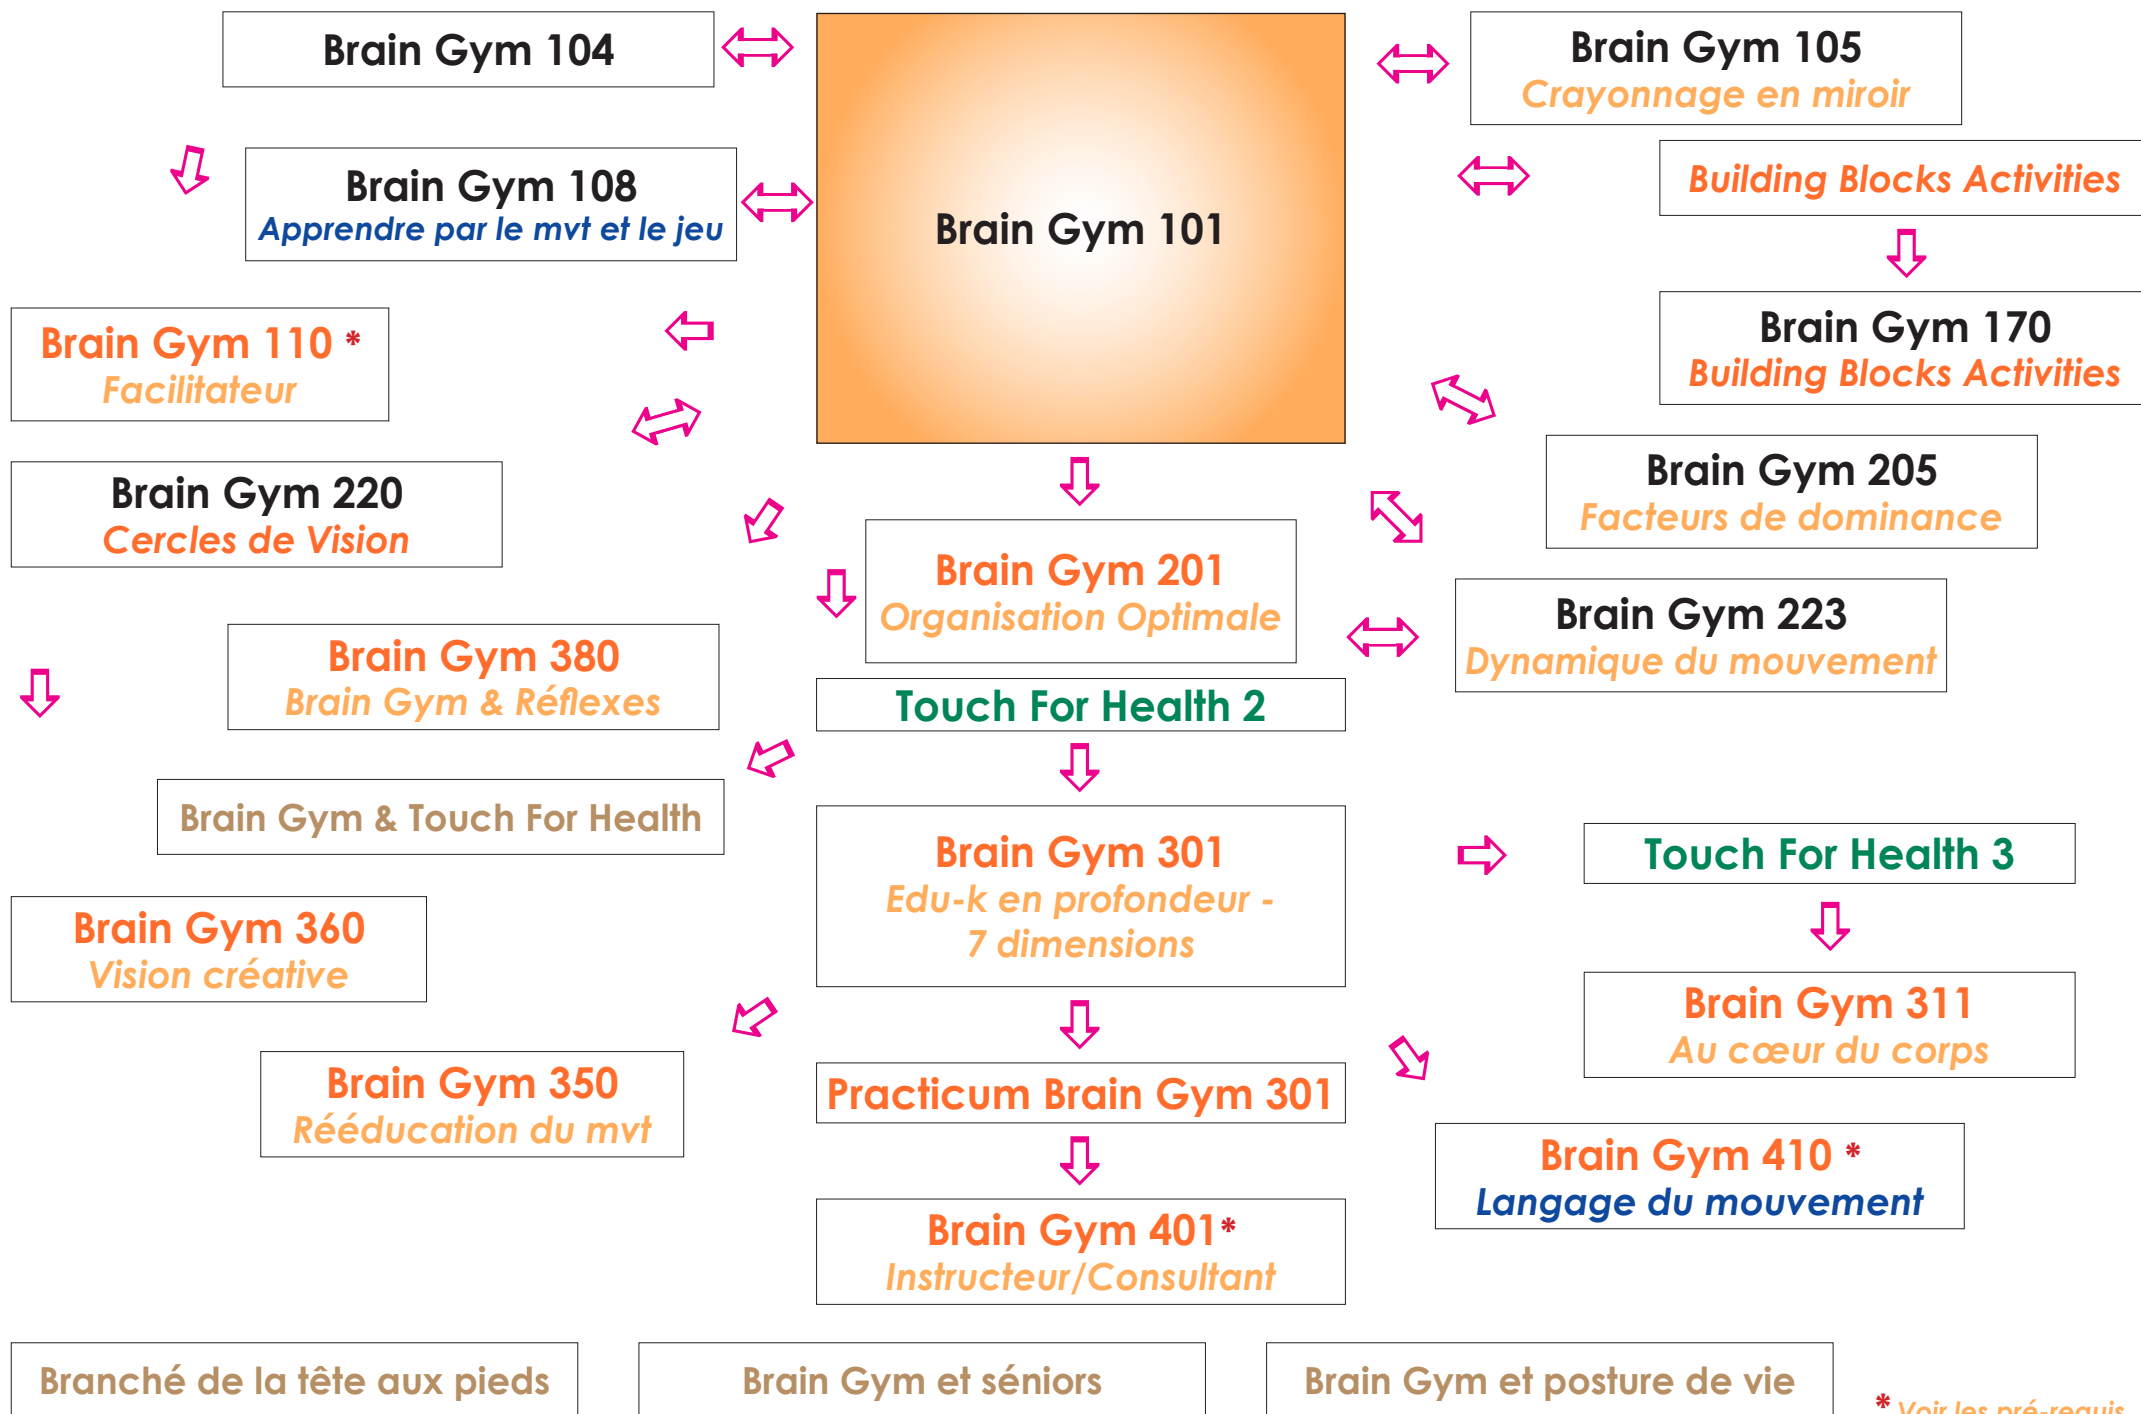 Brain Gym 104
Brain Gym 101
Brain Gym 105
Crayonnage en miroir
Brain Gym 108
Apprendre par le mvt et le jeu
Building Blocks Activities
Brain Gym 110 *
Facilitateur
Brain Gym 170
Building Blocks Activities
Brain Gym 220
Cercles de Vision
Brain Gym 205
Facteurs de dominance
Brain Gym 201
Organisation Optimale
Brain Gym 223
Dynamique du mouvement
Brain Gym 380
Brain Gym & Réflexes
Touch For Health 2
Brain Gym & Touch For Health
Brain Gym 301
Edu-k en profondeur -
7 dimensions
Touch For Health 3
Brain Gym 360
Vision créative
Brain Gym 311
Au cœur du corps
Brain Gym 350
Rééducation du mvt
Practicum Brain Gym 301
Brain Gym 410 *
Langage du mouvement
Brain Gym 401*
Instructeur/Consultant
Branché de la tête aux pieds
Brain Gym et séniors
Brain Gym et posture de vie
* Voir les pré-requis